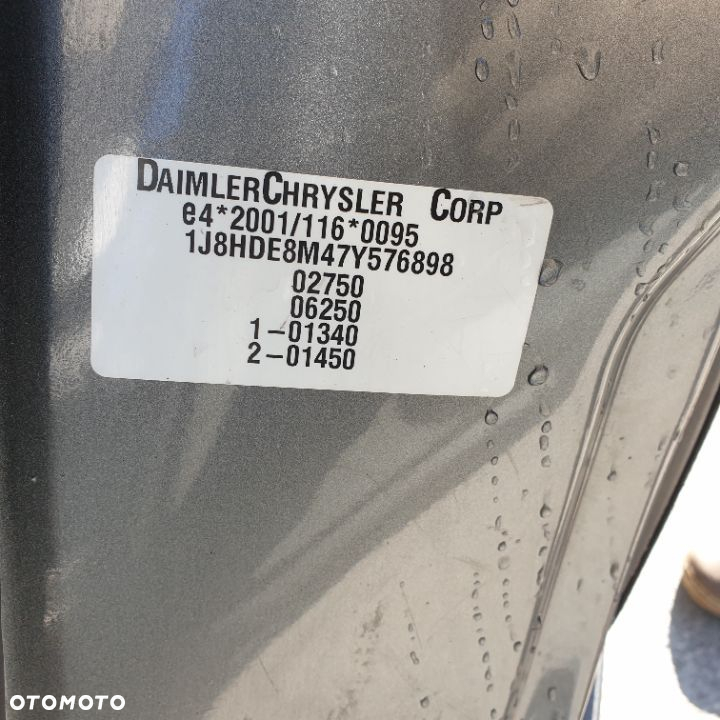 DAIMLERCHRYSLER CORP
e4*2001/116*0095
1J8HDE8M47Y576898
02750
06250
1-01340
2-01450
OTOMOTO